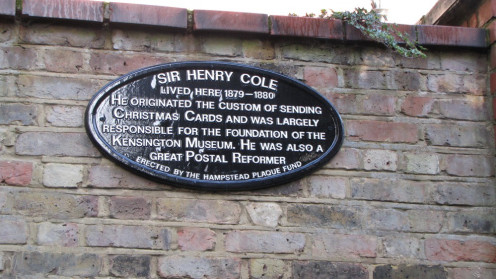 SIR HENRY COLE
LIVED HERE 1879–1880
HE ORIGINATED THE CUSTOM OF SENDING
CHRISTMAS CARDS AND WAS LARGELY
RESPONSIBLE FOR THE FOUNDATION OF THE
KENSINGTON MUSEUM. HE WAS ALSO A
GREAT POSTAL REFORMER
ERECTED BY THE HAMPSTEAD PLAQUE FUND